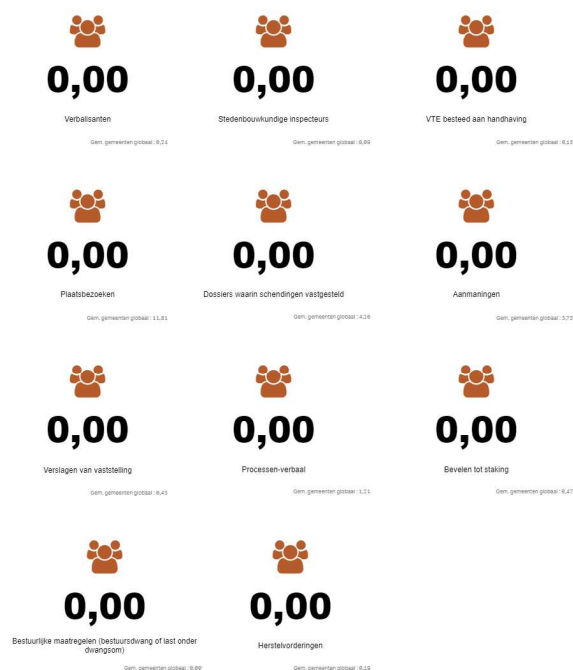 0,00
Verbalisanten
Gem. gemeenten globaal : 0,24
0,00
Stedenbouwkundige inspecteurs
Gem. gemeenten globaal : 0,09
0,00
VTE besteed aan handhaving
Gem. gemeenten globaal : 0,13
0,00
Plaatsbezoeken
Gem. gemeenten globaal : 11,81
0,00
Dossiers waarin schendingen vastgesteld
Gem. gemeenten globaal : 4,16
0,00
Aanmaningen
Gem. gemeenten globaal : 3,73
0,00
Verslagen van vaststelling
Gem. gemeenten globaal : 0,43
0,00
Processen-verbaal
Gem. gemeenten globaal : 1,21
0,00
Bevelen tot staking
Gem. gemeenten globaal : 0,47
0,00
Bestuurlijke maatregelen (bestuursdwang of last onder
dwangsom)
Gem. gemeenten globaal : 0,00
0,00
Herstelvorderingen
Gem. gemeenten globaal : 0,19